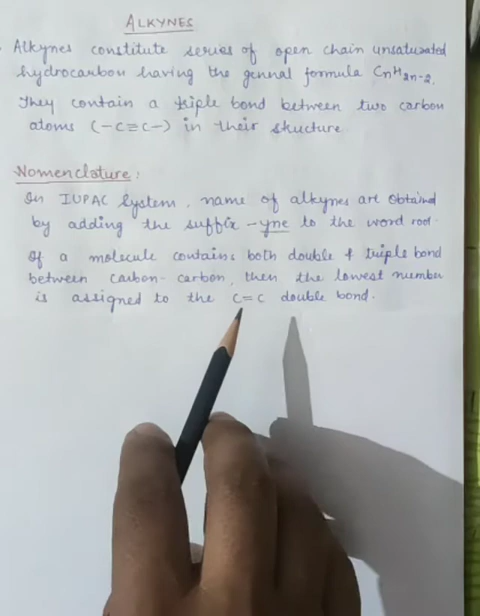 ALKYNES
Alkynes constitute series of open chain unsaturated
hydrocarbon having the general formula CnH2n-2.
They contain a triple bond between two carbon
atoms (-C≡C-) in their structure
Nomenclature:
In IUPAC System, name of alkynes are obtained
by adding the suffix -yne to the word root.
If a molecule contains both double & triple bond
between carbon-carbon, then the lowest number
is assigned to the C=C double bond.